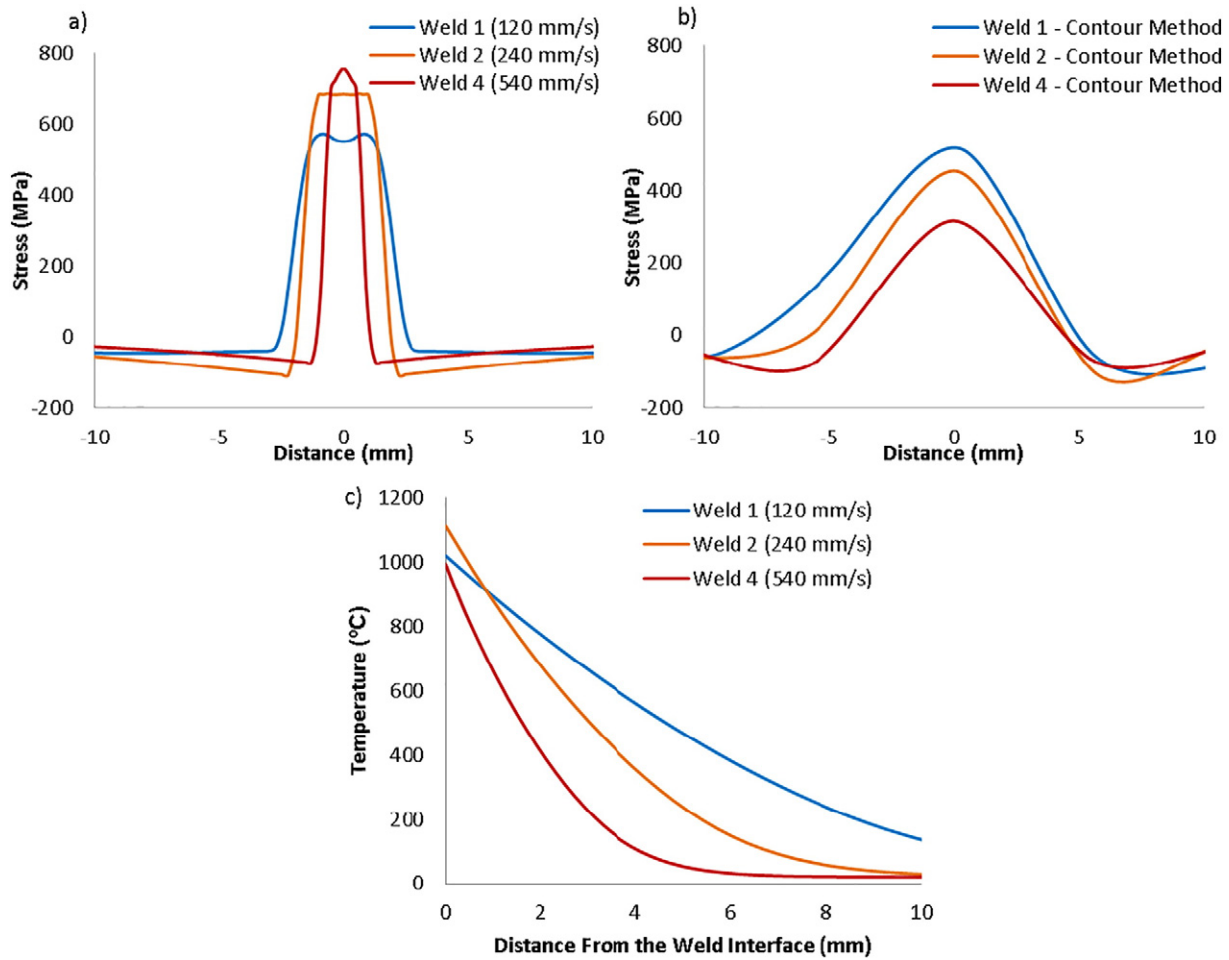 a)
Weld 1 (120 mm/s)
Weld 2 (240 mm/s)
Weld 4 (540 mm/s)
800
600
400
200
0
-200
Stress (MPa)
-10
-5
0
5
10
Distance (mm)
b)
Weld 1 - Contour Method
Weld 2 - Contour Method
Weld 4 - Contour Method
800
600
400
200
0
-200
Stress (MPa)
-10
-5
0
5
10
Distance (mm)
c)
Weld 1 (120 mm/s)
Weld 2 (240 mm/s)
Weld 4 (540 mm/s)
1200
1000
800
600
400
200
0
Temperature (°C)
0
2
4
6
8
10
Distance From the Weld Interface (mm)